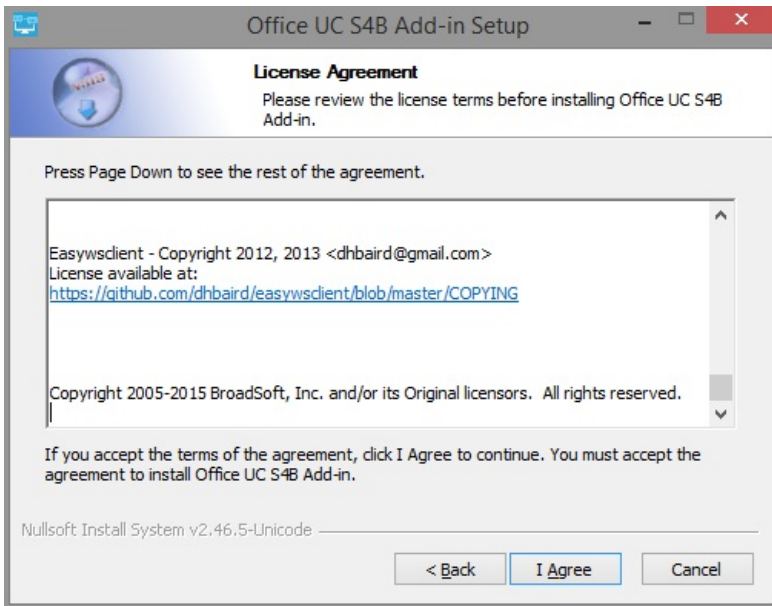 Office UC S4B Add-in Setup
License Agreement
Please review the license terms before installing Office UC S4B
Add-in.
Press Page Down to see the rest of the agreement.
Easywsclient - Copyright 2012, 2013 <dhbaird@gmail.com>
License available at:
https://github.com/dhbaird/easywsclient/blob/master/COPYING
Copyright 2005-2015 BroadSoft, Inc. and/or its Original licensors.  All rights reserved.
If you accept the terms of the agreement, click I Agree to continue. You must accept the
agreement to install Office UC S4B Add-in.
Nullsoft Install System v2.46.5-Unicode
< Back
I Agree
Cancel